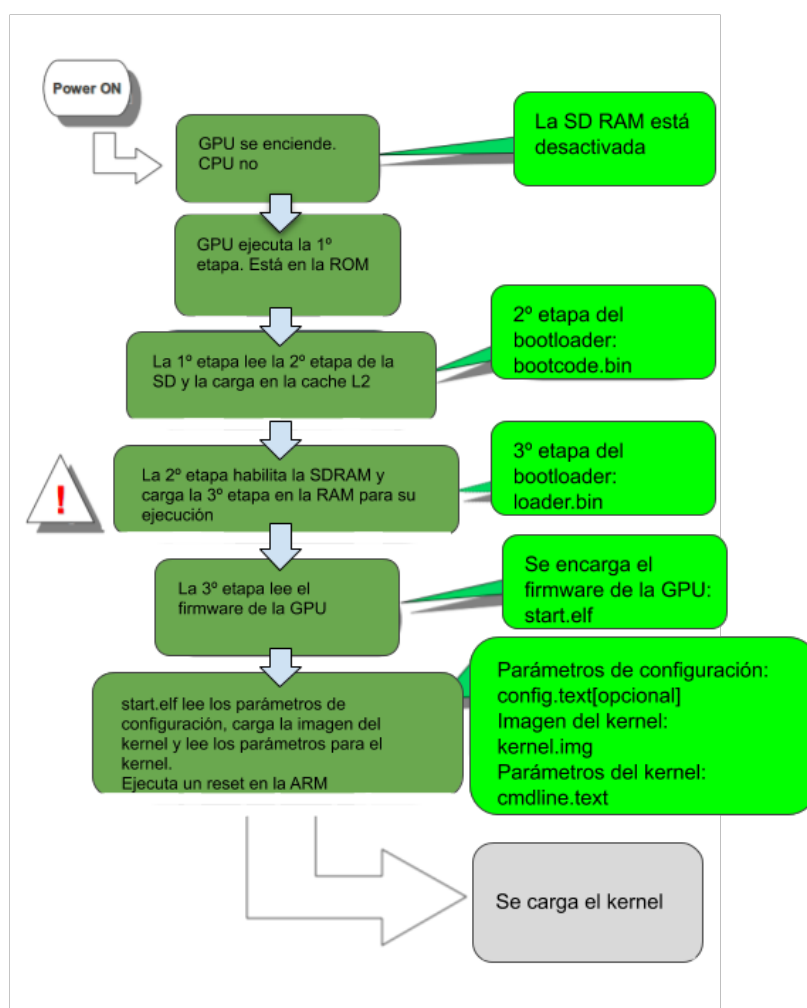 Power ON
GPU se enciende.
CPU no
La SD RAM está
desactivada
GPU ejecuta la 1º
etapa. Está en la ROM
La 1º etapa lee la 2º etapa de la
SD y la carga en la cache L2
2º etapa del
bootloader:
bootcode.bin
!
La 2º etapa habilita la SDRAM y
carga la 3º etapa en la RAM para su
ejecución
3º etapa del
bootloader:
loader.bin
La 3º etapa lee el
firmware de la GPU
Se encarga el
firmware de la GPU:
start.elf
start.elf lee los parámetros de
configuración, carga la imagen del
kernel y lee los parámetros para el
kernel.
Ejecuta un reset en la ARM
Parámetros de configuración:
config.text[opcional]
Imagen del kernel:
kernel.img
Parámetros del kernel:
cmdline.text
Se carga el kernel